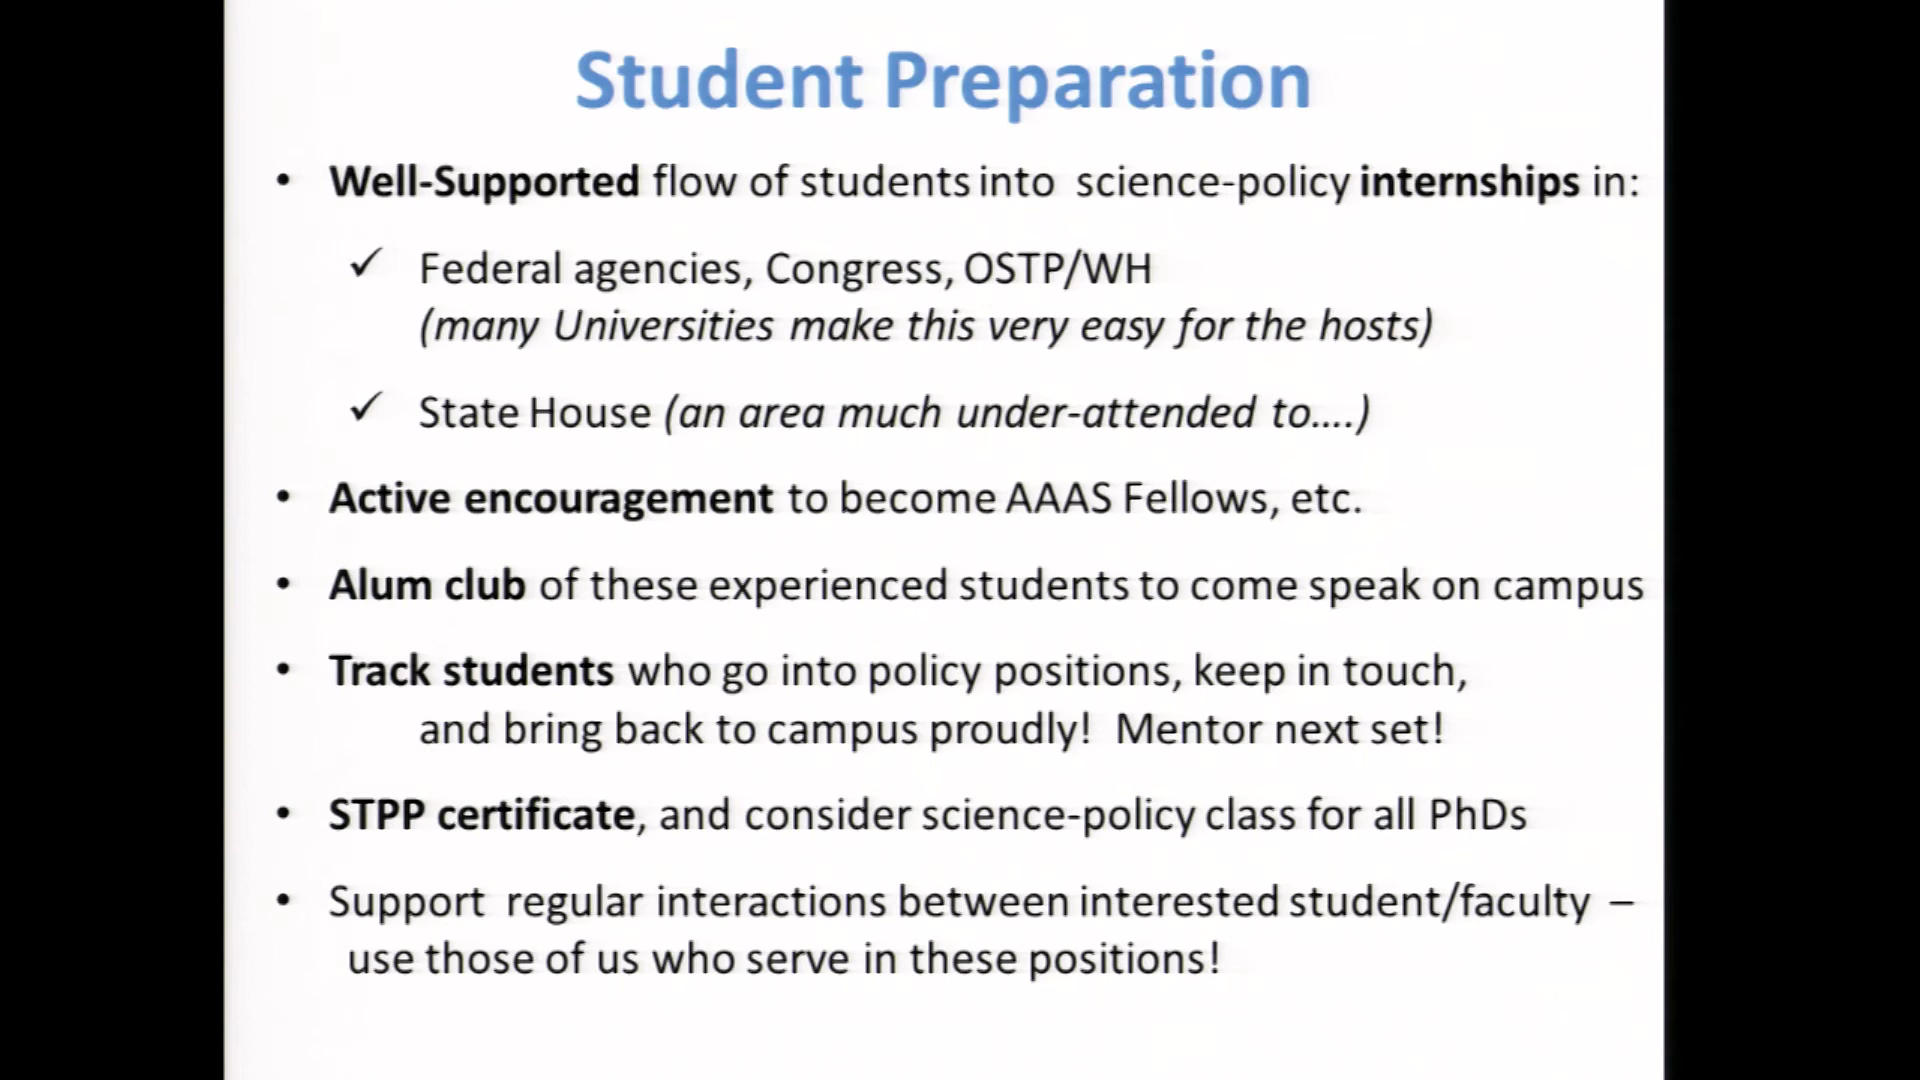 Student Preparation
• Well-Supported flow of students into science-policy internships in:
✓ Federal agencies, Congress, OSTP/WH
(many Universities make this very easy for the hosts)
✓ State House (an area much under-attended to....)
• Active encouragement to become AAAS Fellows, etc.
• Alum club of these experienced students to come speak on campus
• Track students who go into policy positions, keep in touch,
and bring back to campus proudly! Mentor next set!
• STPP certificate, and consider science-policy class for all PhDs
• Support regular interactions between interested student/faculty –
use those of us who serve in these positions!